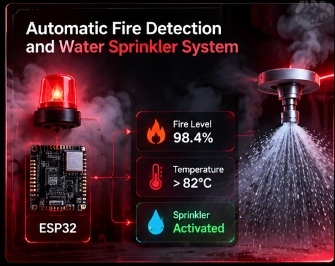 Automatic Fire Detection
and Water Sprinkler System
Fire Level
98.4%
Temperature
> 82°C
Sprinkler
Activated
ESP32